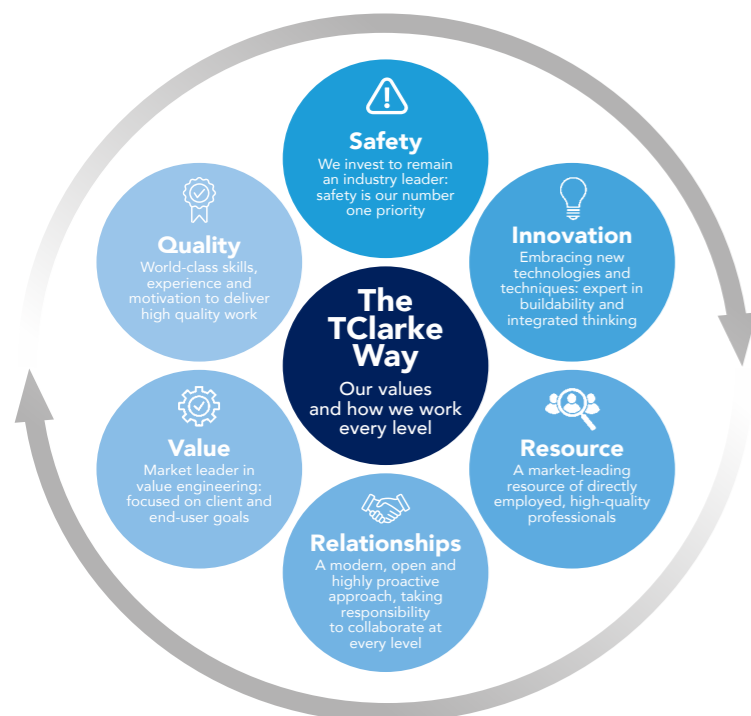 Safety
We invest to remain
an industry leader:
safety is our number
one priority
Innovation
Embracing new
technologies and
techniques: expert in
buildability and
integrated thinking
Resource
A market-leading
resource of directly
employed, high-quality
professionals
Relationships
A modern, open and
highly proactive
approach, taking
responsibility
to collaborate at
every level
Value
Market leader in
value engineering:
focused on client and
end-user goals
Quality
World-class skills,
experience and
motivation to deliver
high quality work
The
TClarke
Way
Our values
and how we work
every level